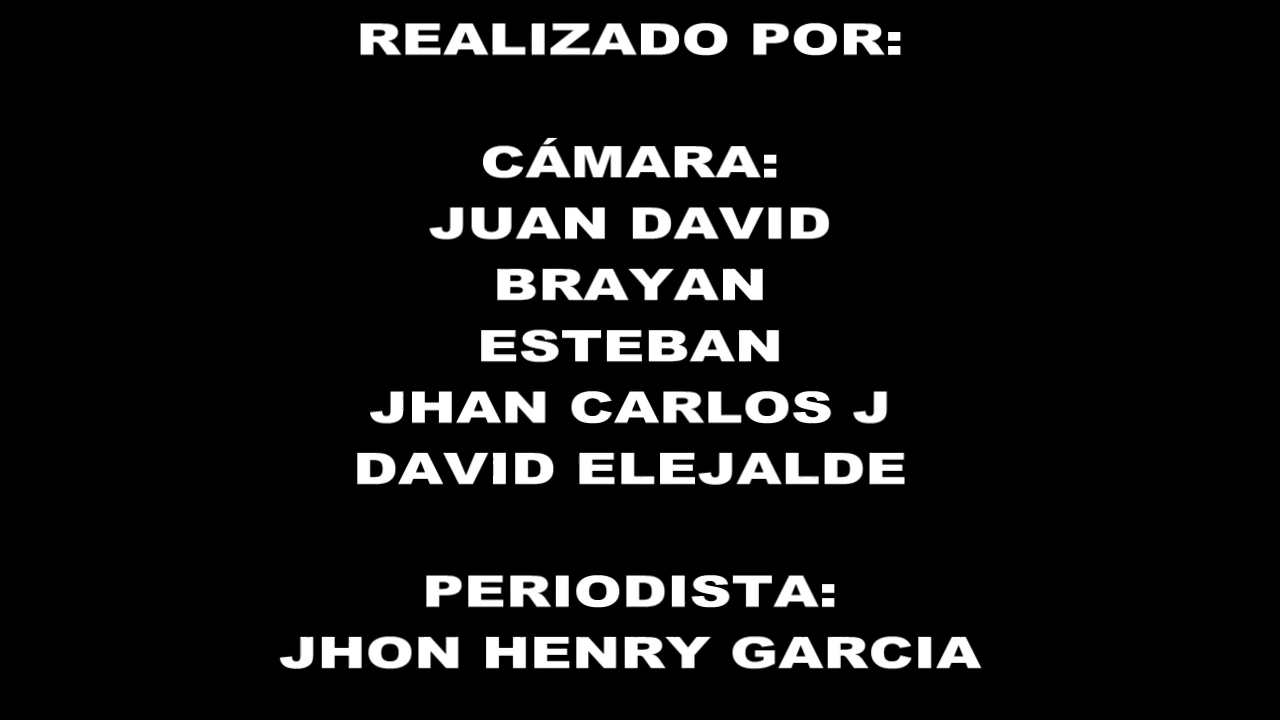 REALIZADO POR:
CÁMARA:
JUAN DAVID
BRAYAN
ESTEBAN
JHAN CARLOS J
DAVID ELEJALDE
PERIODISTA:
JHON HENRY GARCIA